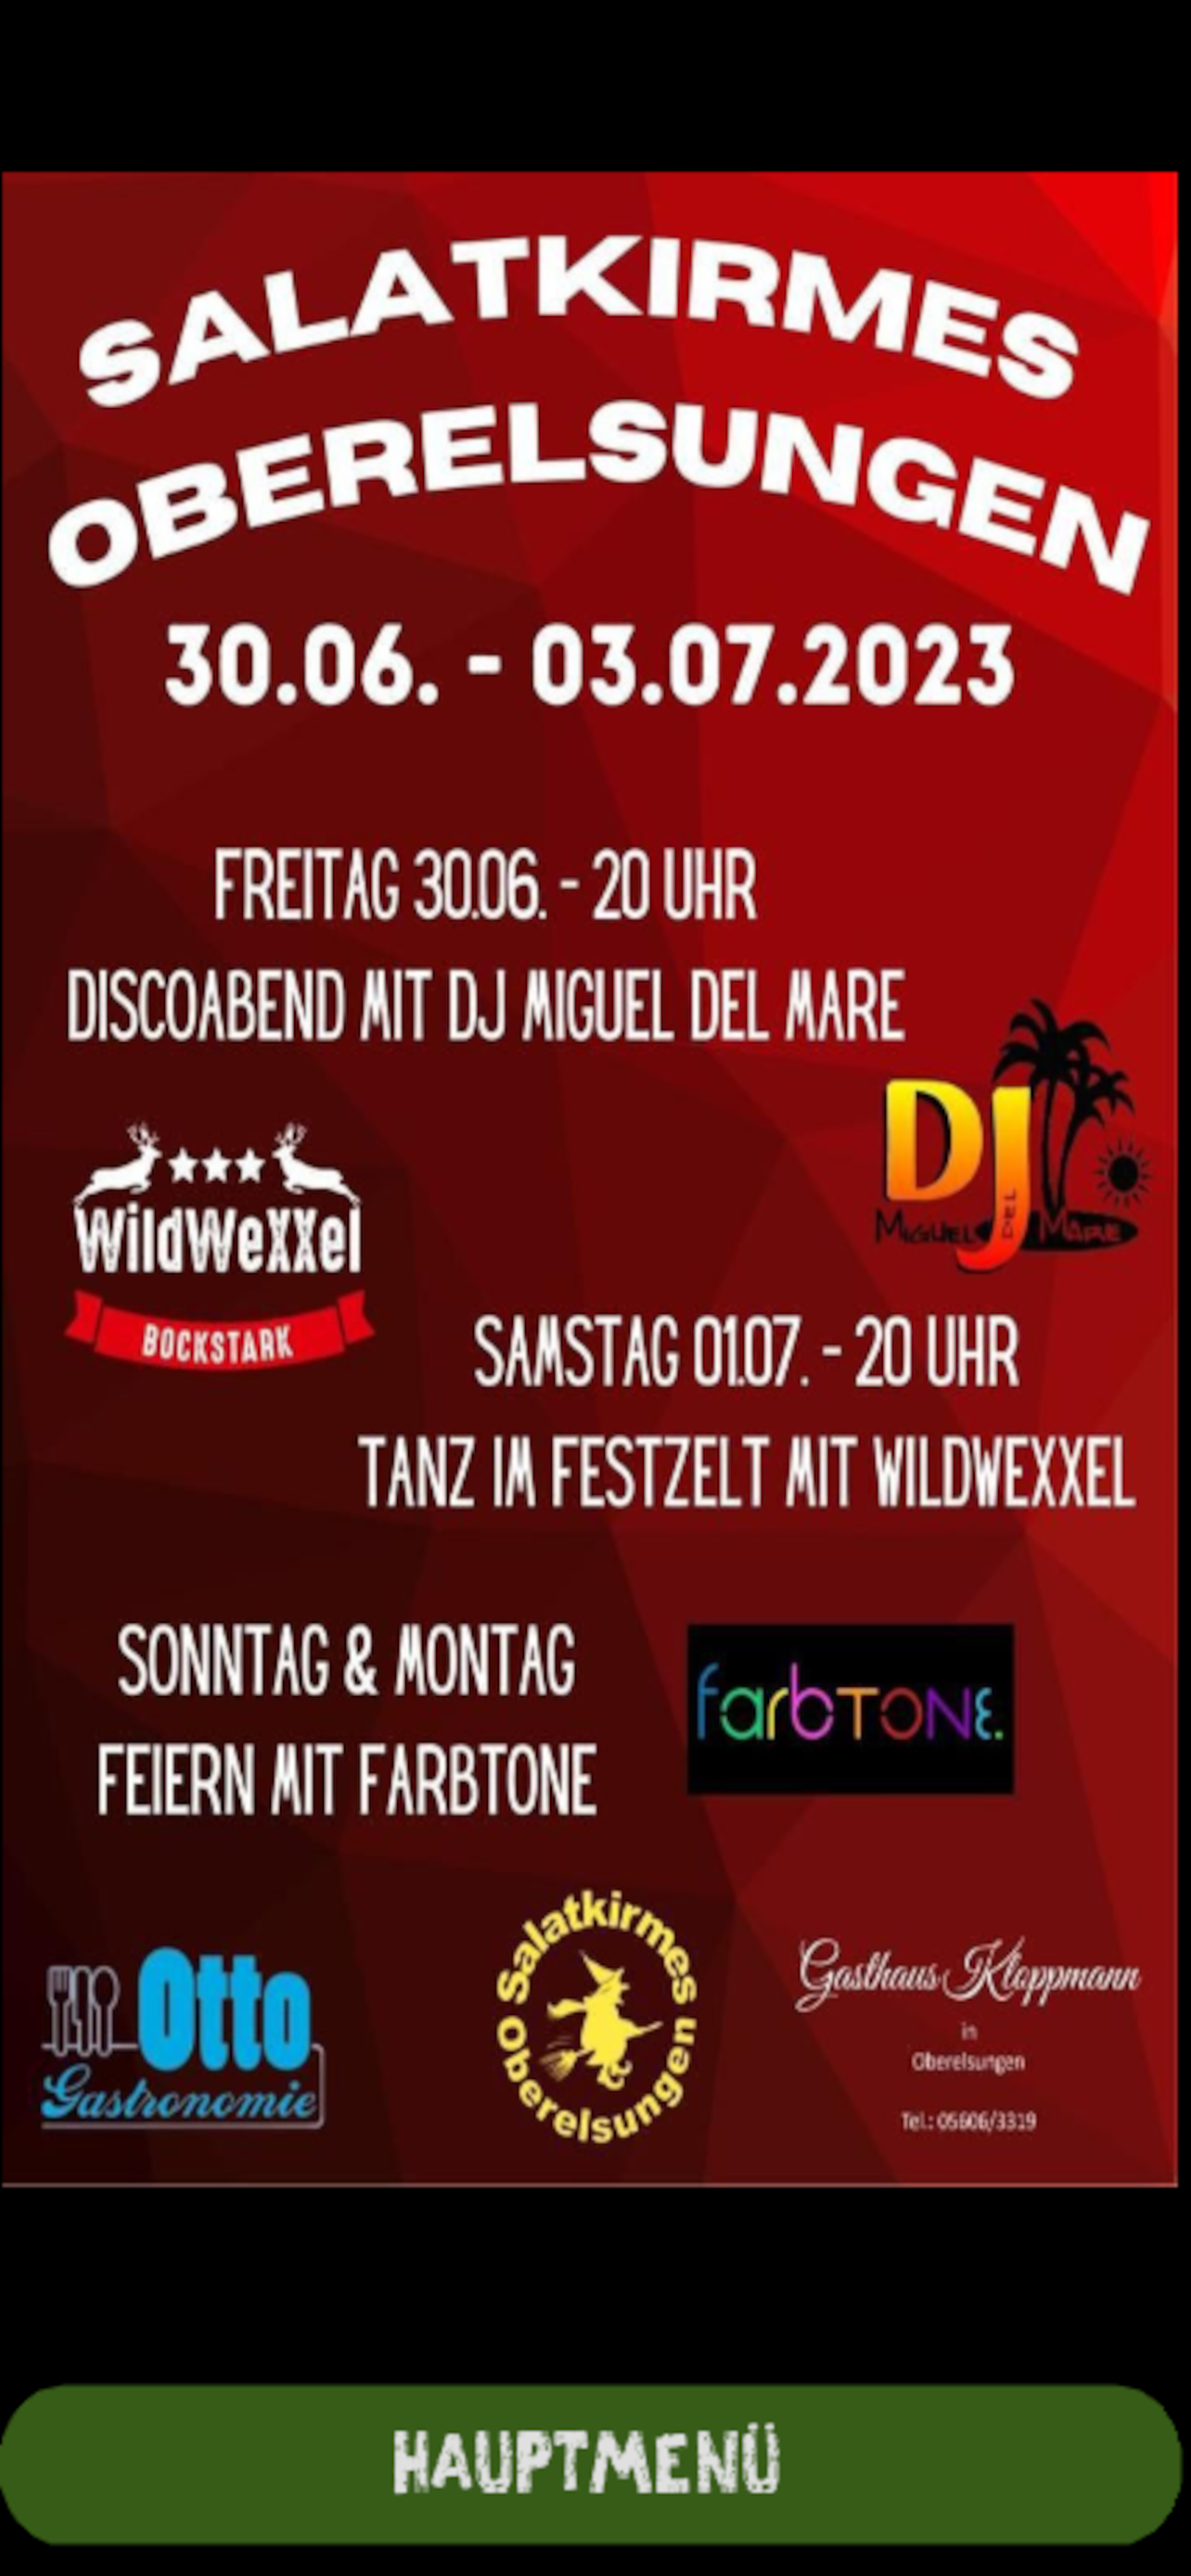 SALATKIRMES
OBERELSUNGEN
30.06. - 03.07.2023
FREITAG 30.06. - 20 UHR
DISCOABEND MIT DJ MIGUEL DEL MARE
DJ
MIGUEL DEL MARE
WildWeXXel
BOCKSTARK
SAMSTAG 01.07. - 20 UHR
TANZ IM FESTZELT MIT WILDWEXXEL
SONNTAG & MONTAG
FEIERN MIT FARBTONE
farbTONE.
Otto
Gastronomie
Salatkirmes
Oberelsungen
Gasthaus Kloppmann
in
Oberelsungen
Tel.: 05606/3319
HAUPTMENÜ